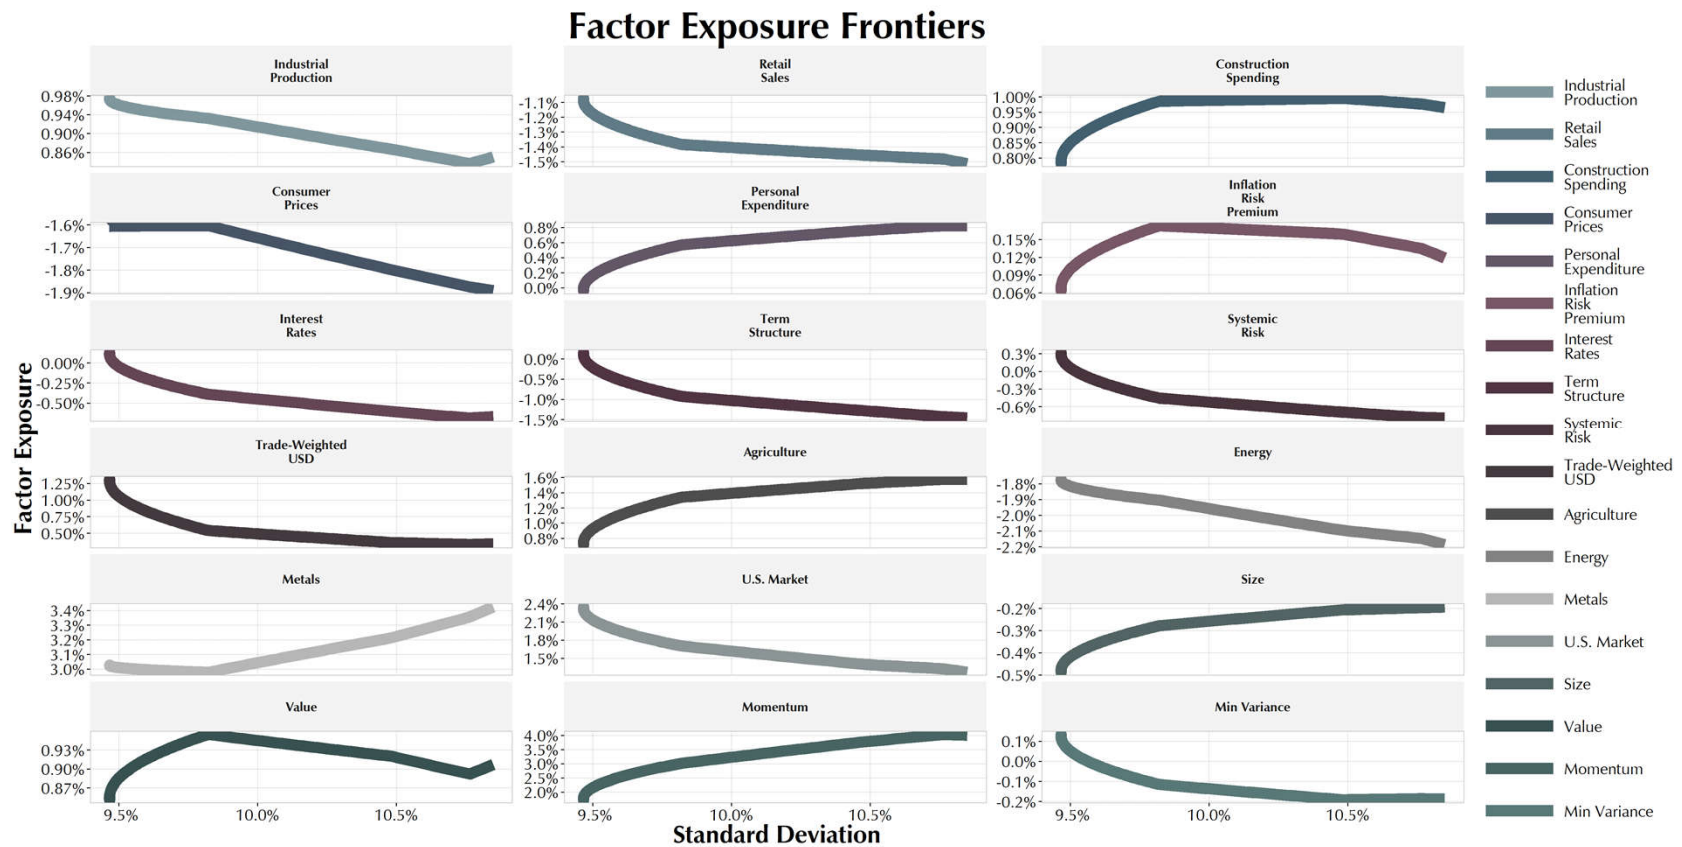 Factor Exposure Frontiers
Industrial
Production
0.98%
0.94%
0.90%
0.86%
Retail
Sales
-1.1%
-1.2%
-1.3%
-1.4%
-1.5%
Construction
Spending
1.00%
0.95%
0.90%
0.85%
0.80%
Consumer
Prices
-1.6%
-1.7%
-1.8%
-1.9%
Personal
Expenditure
0.8%
0.6%
0.4%
0.2%
0.0%
Inflation
Risk
Premium
0.15%
0.12%
0.09%
0.06%
Interest
Rates
0.00%
-0.25%
-0.50%
Term
Structure
0.0%
-0.5%
-1.0%
-1.5%
Systemic
Risk
0.3%
0.0%
-0.3%
-0.6%
Trade-Weighted
USD
1.25%
1.00%
0.75%
0.50%
Agriculture
1.6%
1.4%
1.2%
1.0%
0.8%
Energy
-1.8%
-1.9%
-2.0%
-2.1%
-2.2%
Metals
3.4%
3.3%
3.2%
3.1%
3.0%
U.S. Market
2.4%
2.1%
1.8%
1.5%
Size
-0.2%
-0.3%
-0.4%
-0.5%
Value
0.93%
0.90%
0.87%
9.5%
10.0%
10.5%
Momentum
4.0%
3.5%
3.0%
2.5%
2.0%
9.5%
10.0%
10.5%
Min Variance
0.1%
0.0%
-0.1%
-0.2%
9.5%
10.0%
10.5%
Factor Exposure
Standard Deviation
Industrial
Production
Retail
Sales
Construction
Spending
Consumer
Prices
Personal
Expenditure
Inflation
Risk
Premium
Interest
Rates
Term
Structure
Systemic
Risk
Trade-Weighted
USD
Agriculture
Energy
Metals
U.S. Market
Size
Value
Momentum
Min Variance